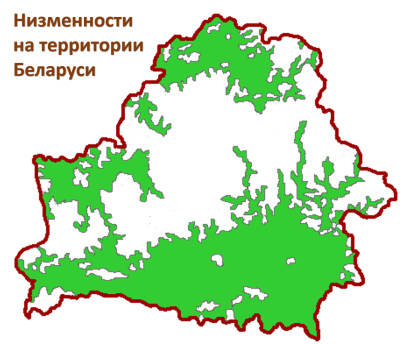 Низменности
на территории
Беларуси